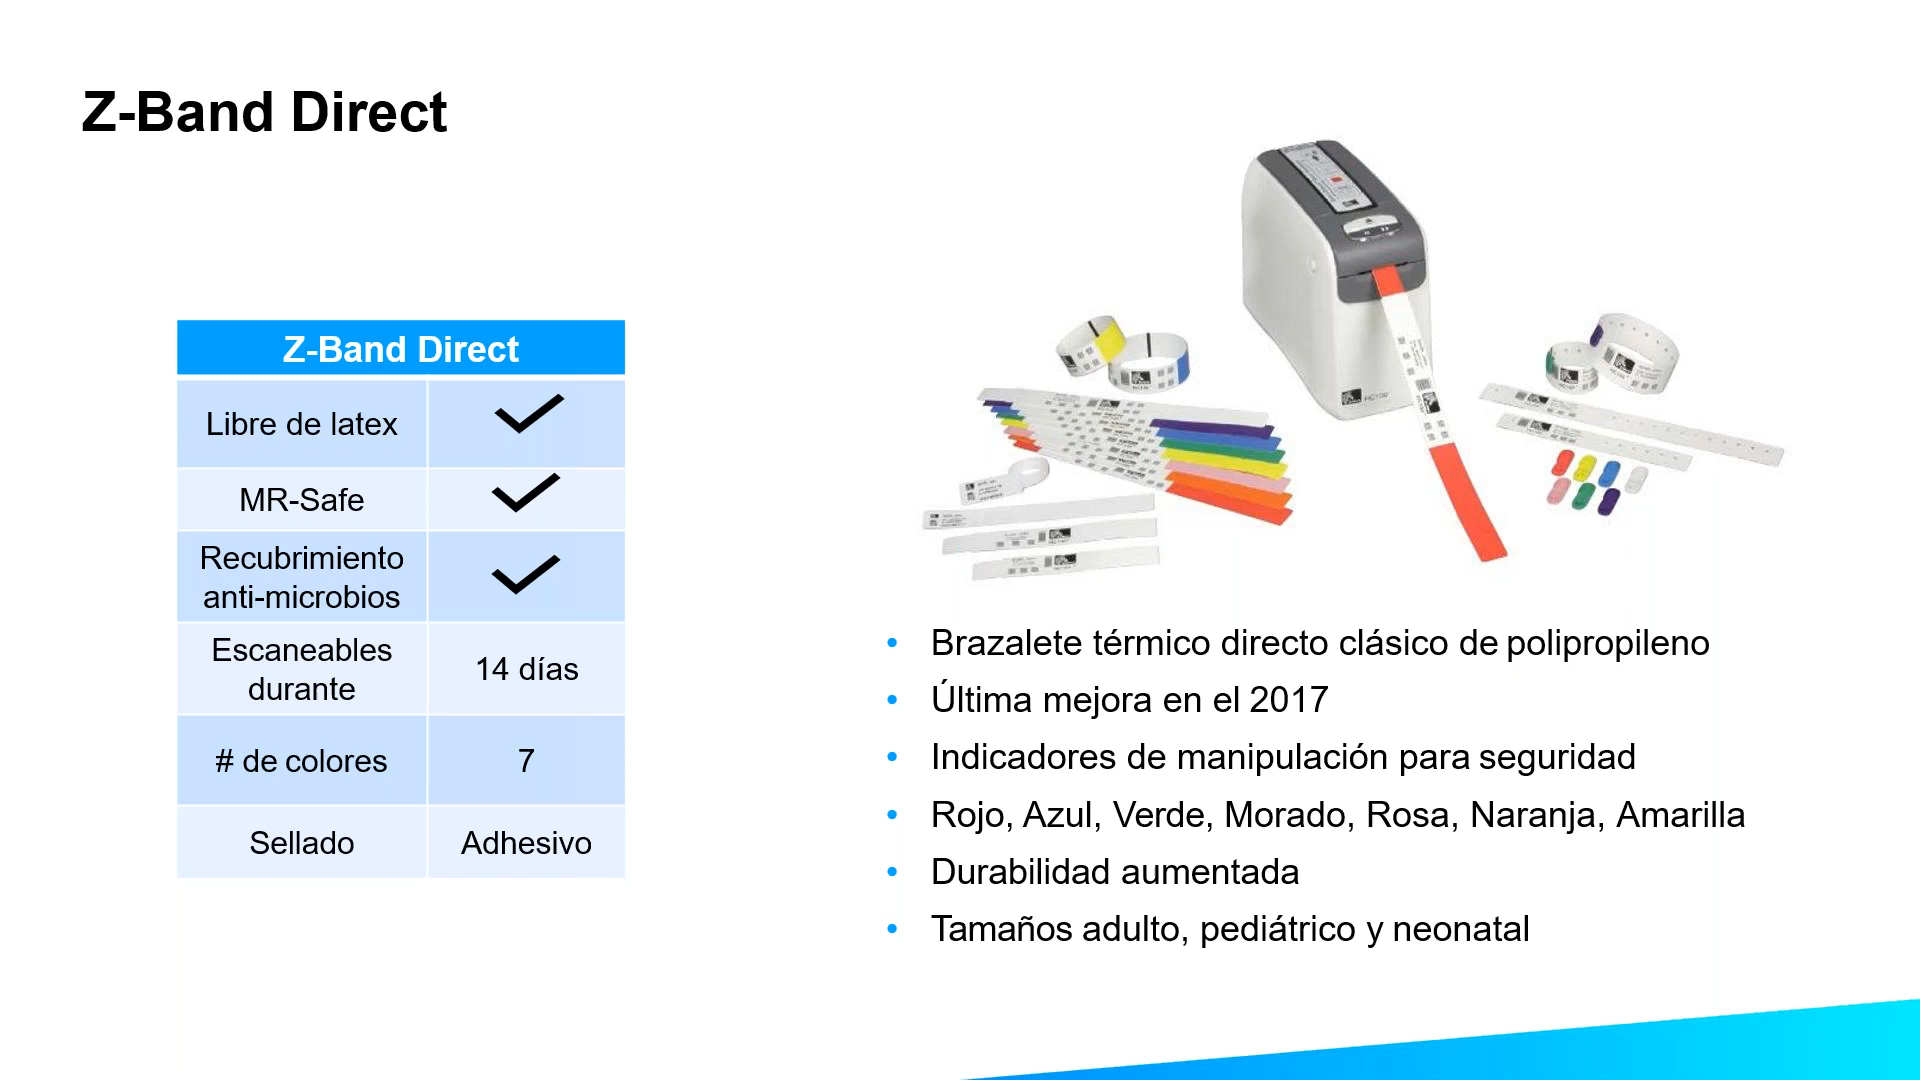 Z-Band Direct
Z-Band Direct
Libre de latex
MR-Safe
Recubrimiento
anti-microbios
Escaneables
durante
14 días
# de colores
7
Sellado
Adhesivo
HC100
• Brazalete térmico directo clásico de polipropileno
• Última mejora en el 2017
• Indicadores de manipulación para seguridad
• Rojo, Azul, Verde, Morado, Rosa, Naranja, Amarilla
• Durabilidad aumentada
• Tamaños adulto, pediátrico y neonatal